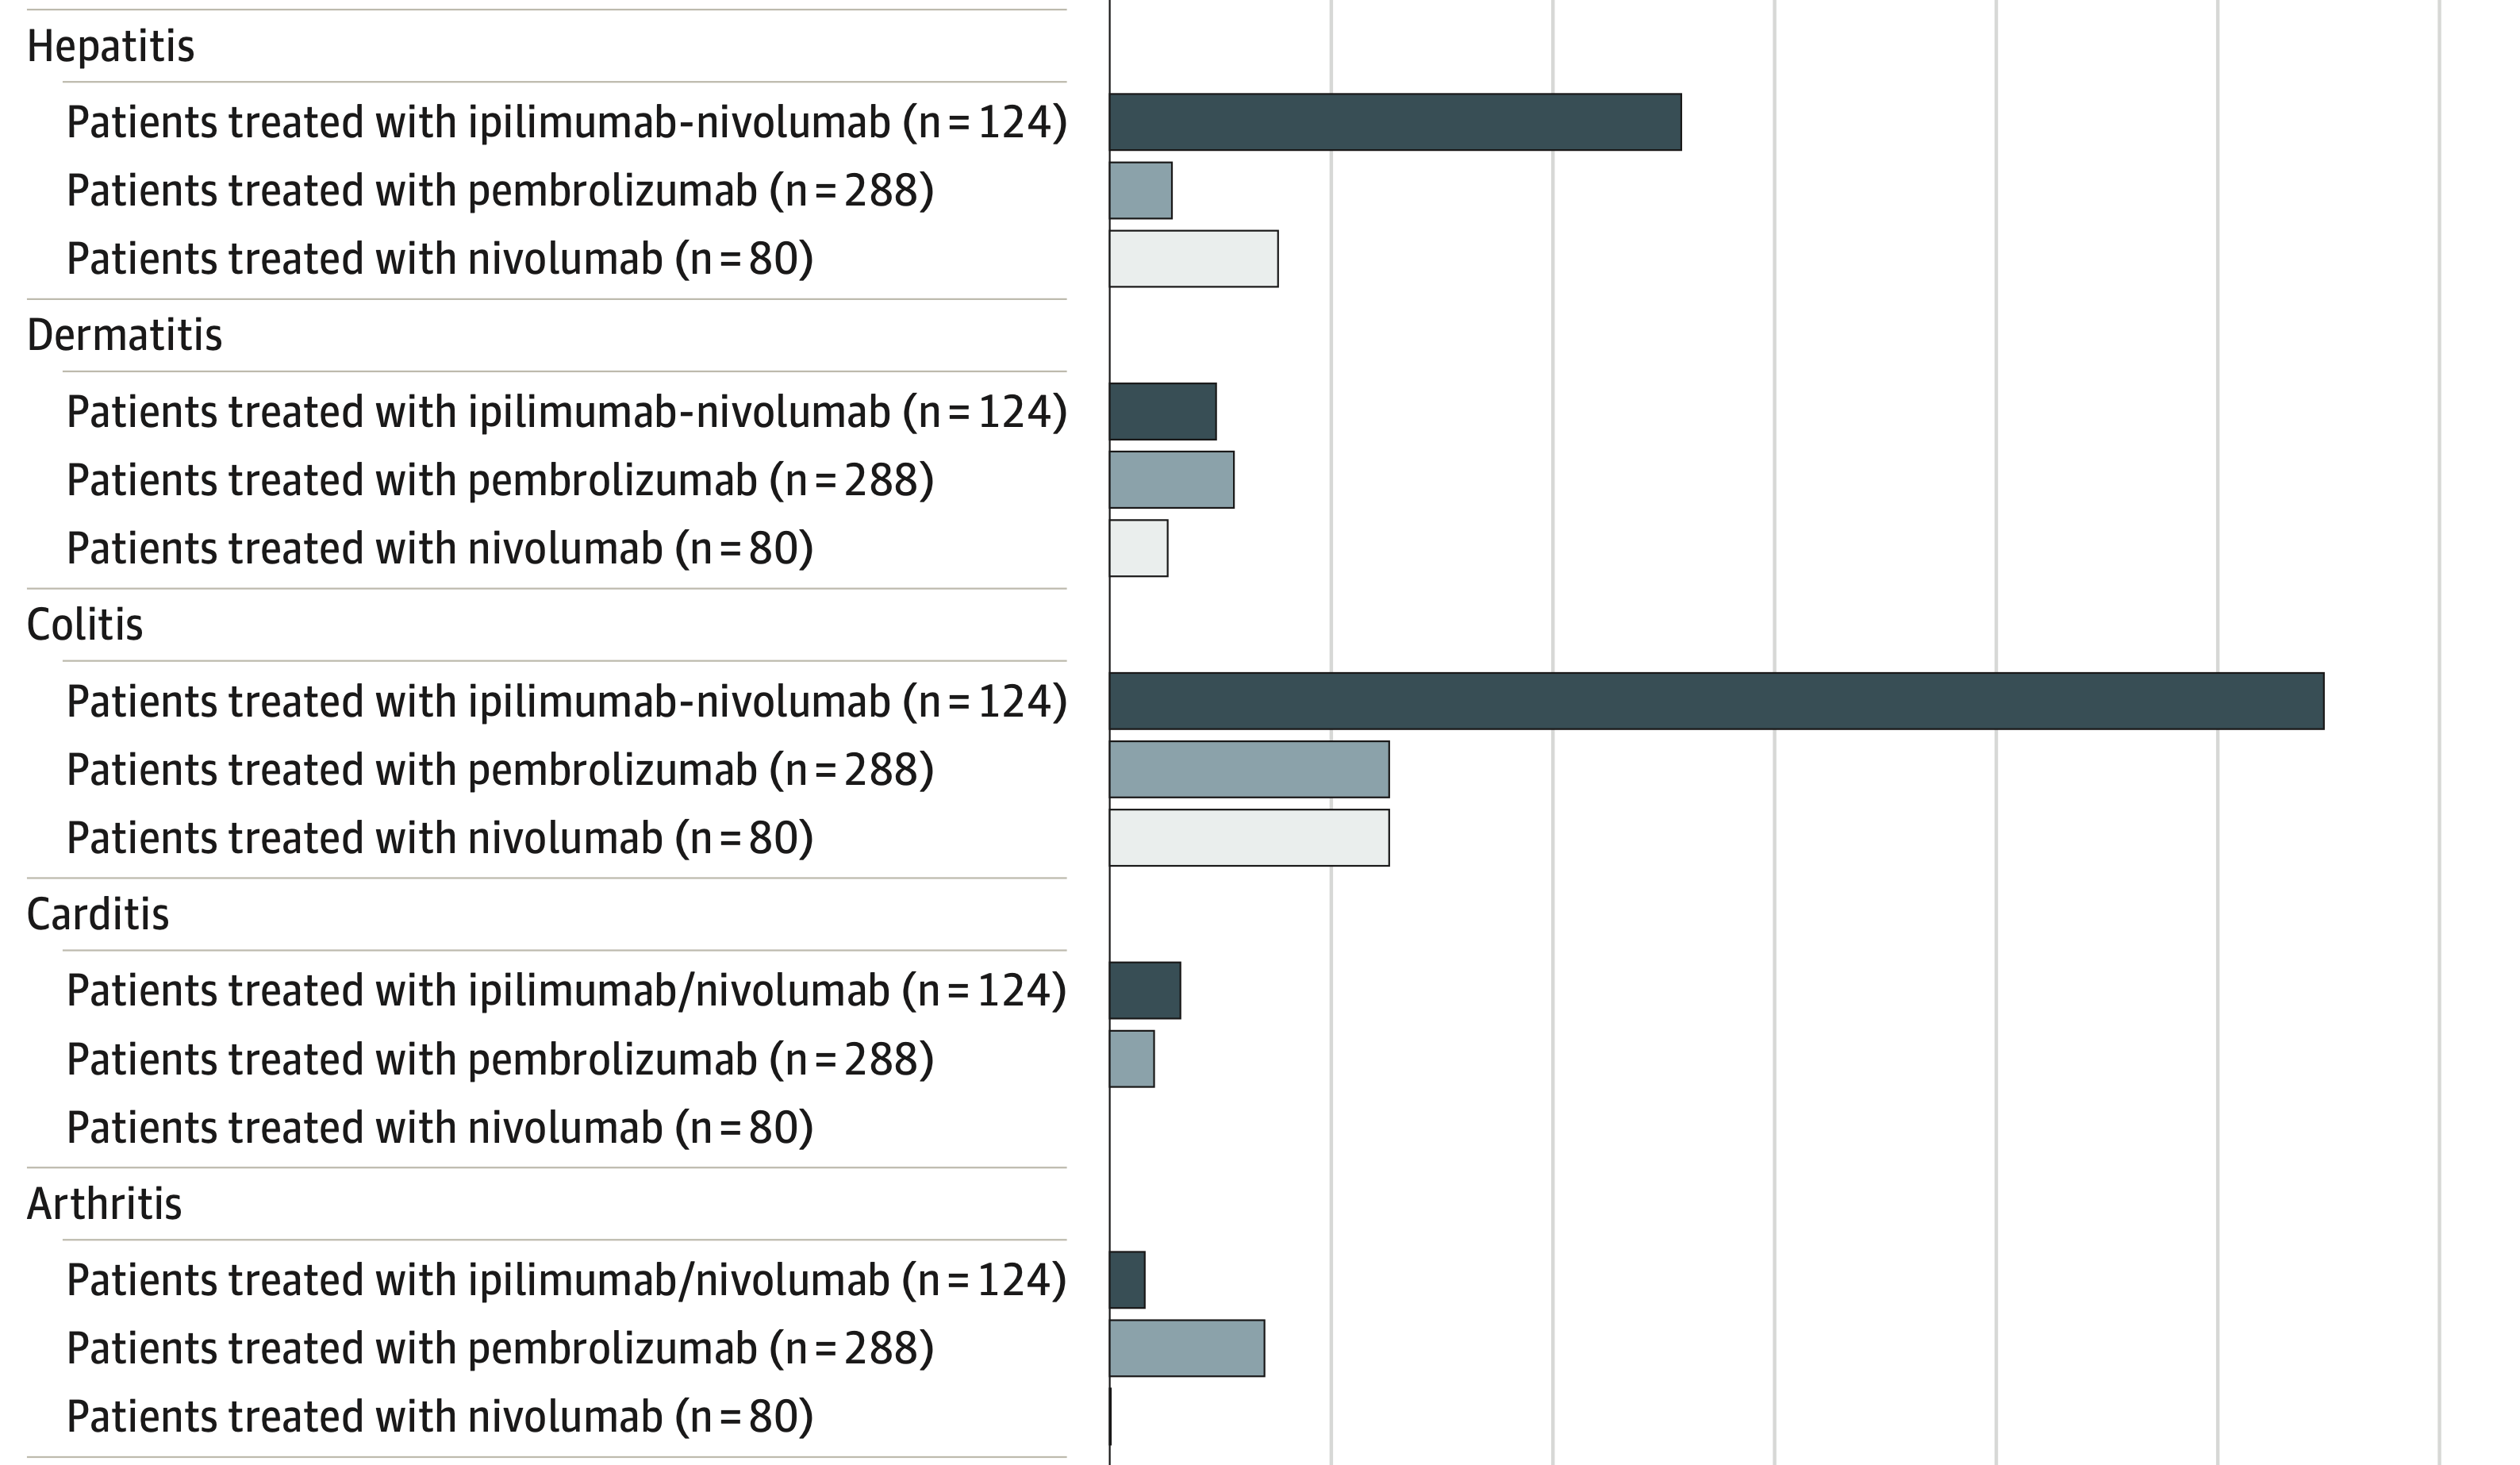 Hepatitis
Patients treated with ipilimumab-nivolumab (n = 124)
Patients treated with pembrolizumab (n = 288)
Patients treated with nivolumab (n = 80)
Dermatitis
Patients treated with ipilimumab-nivolumab (n = 124)
Patients treated with pembrolizumab (n = 288)
Patients treated with nivolumab (n = 80)
Colitis
Patients treated with ipilimumab-nivolumab (n = 124)
Patients treated with pembrolizumab (n = 288)
Patients treated with nivolumab (n = 80)
Carditis
Patients treated with ipilimumab/nivolumab (n = 124)
Patients treated with pembrolizumab (n = 288)
Patients treated with nivolumab (n = 80)
Arthritis
Patients treated with ipilimumab/nivolumab (n = 124)
Patients treated with pembrolizumab (n = 288)
Patients treated with nivolumab (n = 80)